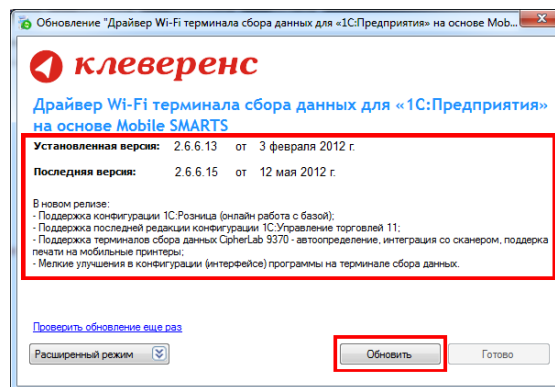 Обновление "Драйвер Wi-Fi терминала сбора данных для «1С:Предприятия» на основе Mob...
клеверенс
Драйвер Wi-Fi терминала сбора данных для «1С:Предприятия»
на основе Mobile SMARTS
Установленная версия: 2.6.6.13 от 3 февраля 2012 г.
Последняя версия: 2.6.6.15 от 12 мая 2012 г.
В новом релизе:
- Поддержка конфигурации 1С:Розница (онлайн работа с базой);
- Поддержка последней редакции конфигурации 1С:Управление торговлей 11;
- Поддержка терминалов сбора данных CipherLab 9370 - автоопределение, интеграция со сканером, поддержка
печати на мобильные принтеры;
- Мелкие улучшения в конфигурации (интерфейсе) программы на терминале сбора данных.
Проверить обновление еще раз
Расширенный режим
Обновить
Готово